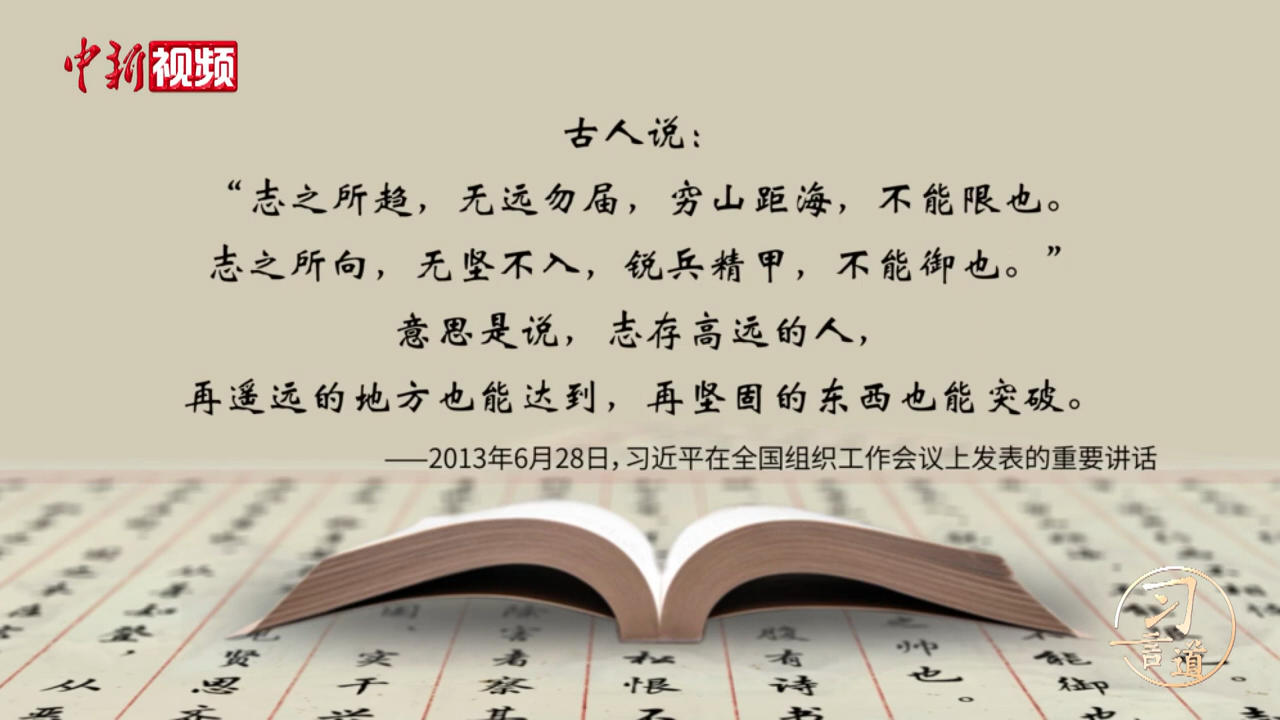 中新视频
古人说：
“志之所趋，无远勿届，穷山距海，不能限也。
志之所向，无坚不入，锐兵精甲，不能御也。”
意思是说，志存高远的人，
再遥远的地方也能达到，再坚固的东西也能突破。
——2013年6月28日，习近平在全国组织工作会议上发表的重要讲话
习言道